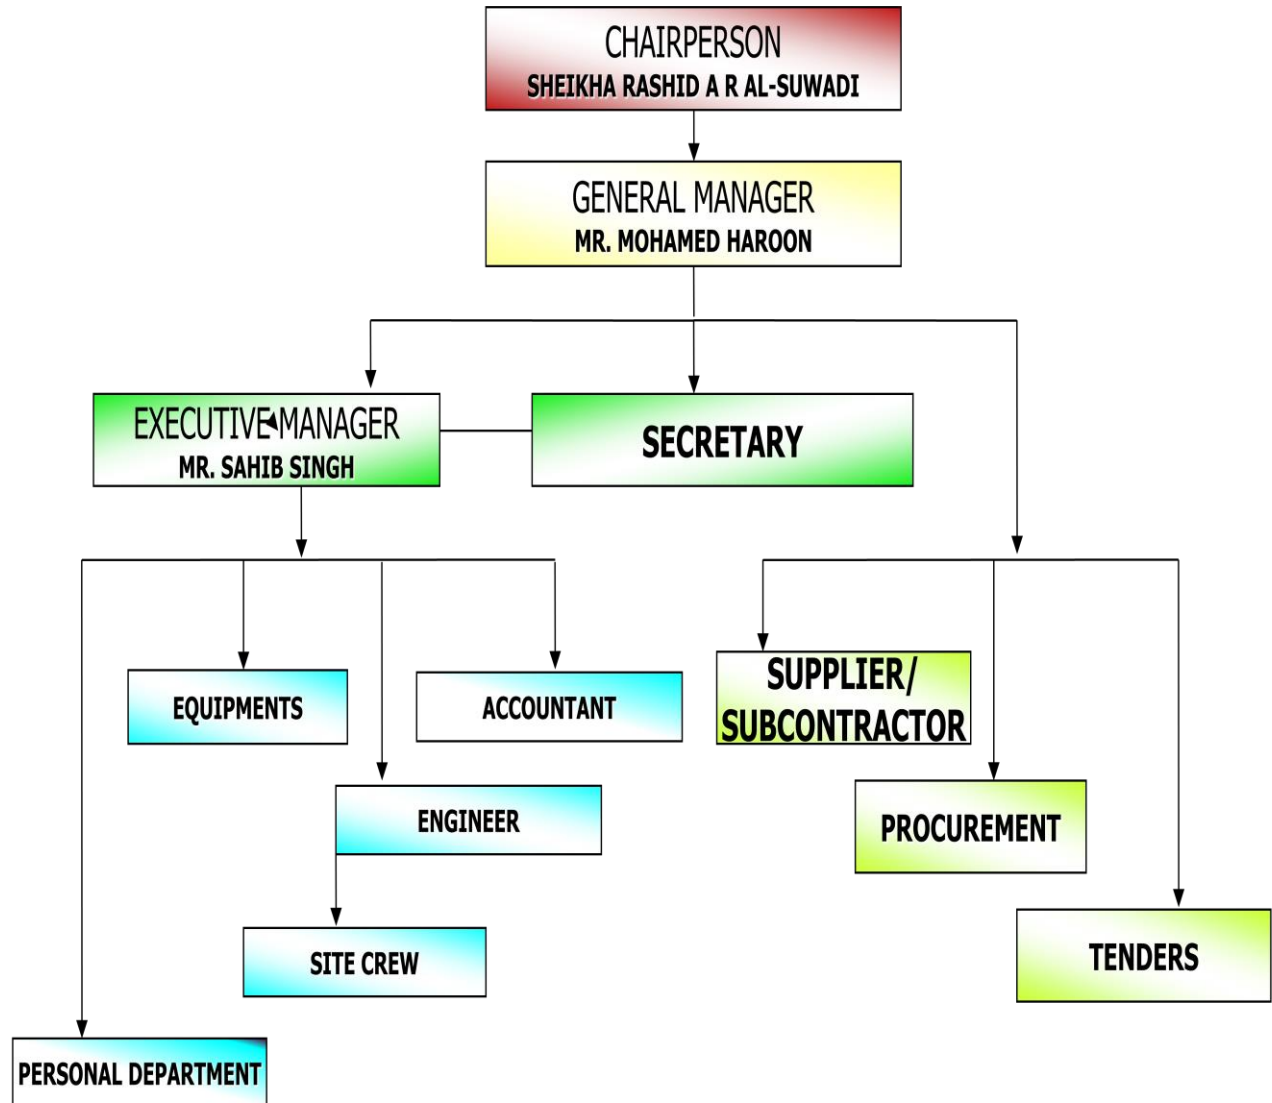 CHAIRPERSON
SHEIKHA RASHID A R AL-SUWADI
GENERAL MANAGER
MR. MOHAMED HAROON
EXECUTIVE MANAGER
MR. SAHIB SINGH
SECRETARY
EQUIPMENTS
ACCOUNTANT
SUPPLIER/
SUBCONTRACTOR
ENGINEER
PROCUREMENT
SITE CREW
TENDERS
PERSONAL DEPARTMENT